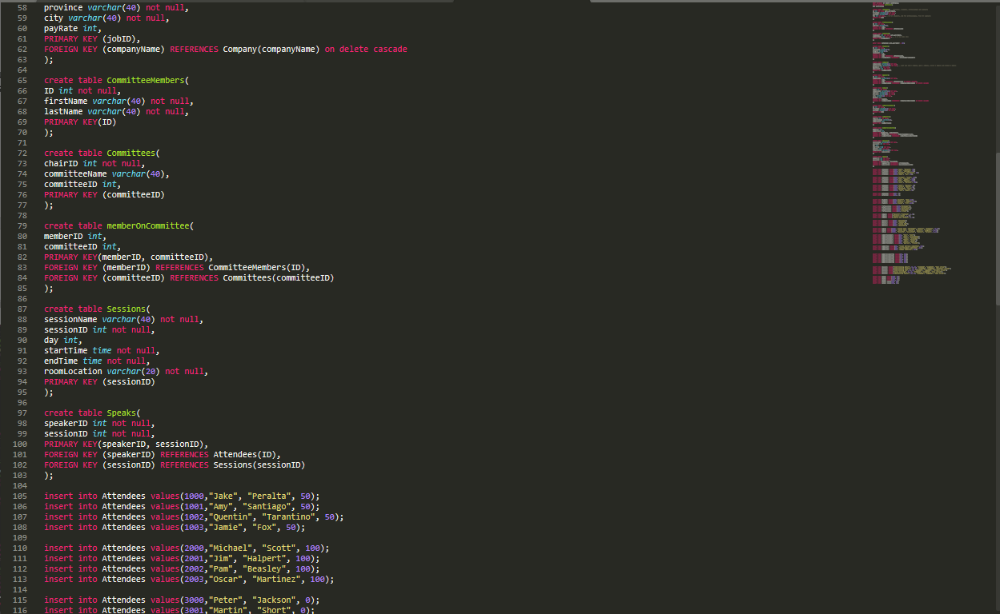 58 province varchar(40) not null,
59 city varchar(40) not null,
60 payRate int,
61 PRIMARY KEY (jobID),
62 FOREIGN KEY (companyName) REFERENCES Company(companyName) on delete cascade
63 );
64
65 create table CommitteeMembers(
66 ID int not null,
67 firstName varchar(40) not null,
68 lastName varchar(40) not null,
69 PRIMARY KEY(ID)
70 );
71
72 create table Committees(
73 chairID int not null,
74 committeeName varchar(40),
75 committeeID int,
76 PRIMARY KEY (committeeID)
77 );
78
79 create table memberOnCommittee(
80 memberID int,
81 committeeID int,
82 PRIMARY KEY(memberID, committeeID),
83 FOREIGN KEY (memberID) REFERENCES CommitteeMembers(ID),
84 FOREIGN KEY (committeeID) REFERENCES Committees(committeeID)
85 );
86
87 create table Sessions(
88 sessionName varchar(40) not null,
89 sessionID int not null,
90 day int,
91 startTime time not null,
92 endTime time not null,
93 roomLocation varchar(20) not null,
94 PRIMARY KEY (sessionID)
95 );
96
97 create table Speaks(
98 speakerID int not null,
99 sessionID int not null,
100 PRIMARY KEY(speakerID, sessionID),
101 FOREIGN KEY (speakerID) REFERENCES Attendees(ID),
102 FOREIGN KEY (sessionID) REFERENCES Sessions(sessionID)
103 );
104
105 insert into Attendees values(1000,"Jake", "Peralta", 50);
106 insert into Attendees values(1001,"Amy", "Santiago", 50);
107 insert into Attendees values(1002,"Quentin", "Tarantino", 50);
108 insert into Attendees values(1003,"Jamie", "Fox", 50);
109
110 insert into Attendees values(2000,"Michael", "Scott", 100);
111 insert into Attendees values(2001,"Jim", "Halpert", 100);
112 insert into Attendees values(2002,"Pam", "Beasley", 100);
113 insert into Attendees values(2003,"Oscar", "Martinez", 100);
114
115 insert into Attendees values(3000,"Peter", "Jackson", 0);
116 insert into Attendees values(3001,"Martin", "Short", 0);